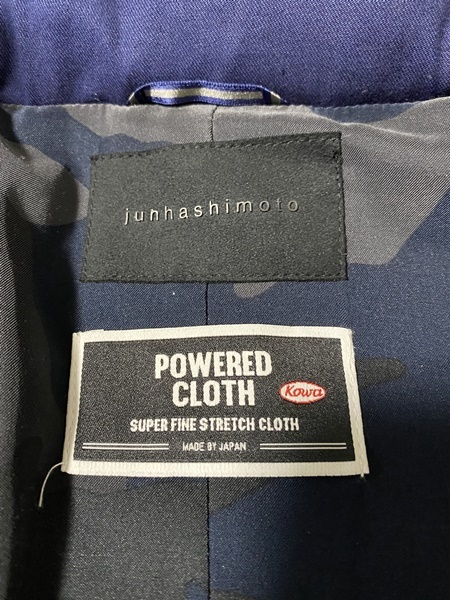 junhashimoto
POWERED
CLOTH
Kowa
SUPER FINE STRETCH CLOTH
MADE BY JAPAN